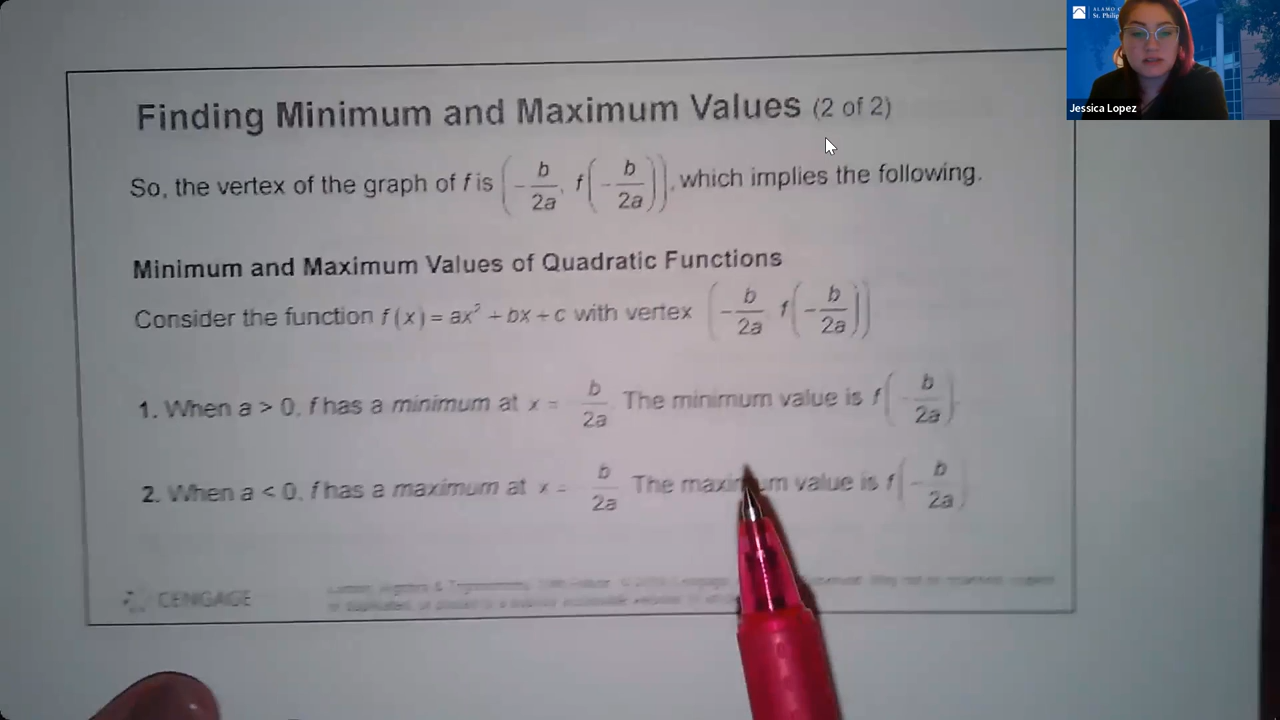 Finding Minimum and Maximum Values (2 of 2)
So, the vertex of the graph of f is (-b/2a, f(-b/2a)), which implies the following.
Minimum and Maximum Values of Quadratic Functions
Consider the function f(x) = ax² + bx + c with vertex (-b/2a f(-b/2a))
1. When a > 0, f has a minimum at x = b/2a The minimum value is f(-b/2a).
2. When a < 0, f has a maximum at x = b/2a The maximum value is f(-b/2a)
CENGAGE
ALAMO
St. Philip
Jessica Lopez